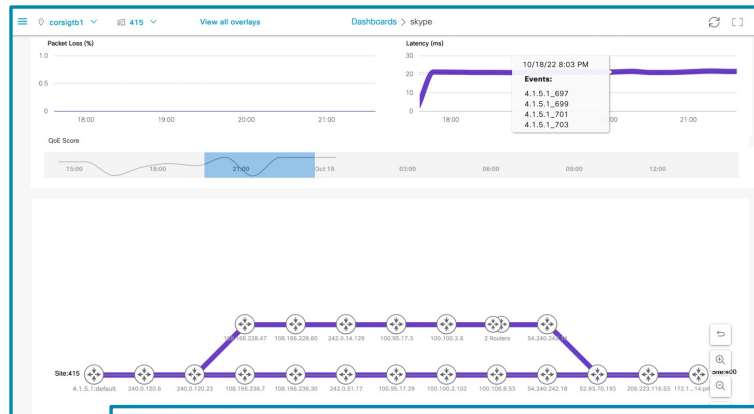 corsigtb1
415
View all overlays
Dashboards > skype
Packet Loss (%)
1.0
0.5
0
18:00 19:00 20:00 21:00
Latency (ms)
30
20
10
0
18:00 21:00
10/18/22 8:03 PM
Events:
4.1.5.1_697
4.1.5.1_699
4.1.5.1_701
4.1.5.1_703
QoE Score
15:00 18:00 21:00 Oct 19 03:00 06:00 09:00 12:00
108.166.228.60 242.0.14.129 100.95.17.3 100.100.2.6 2 Routers
Site:415
4.1.5.1:default 240.0.120.6 240.0.120.23 108.166.236.7 108.166.236.30 242.0.51.17 100.95.17.29 100.100.2.102 100.106.8.53 54.240.242.18 52.93.70.193 206.223.116.53